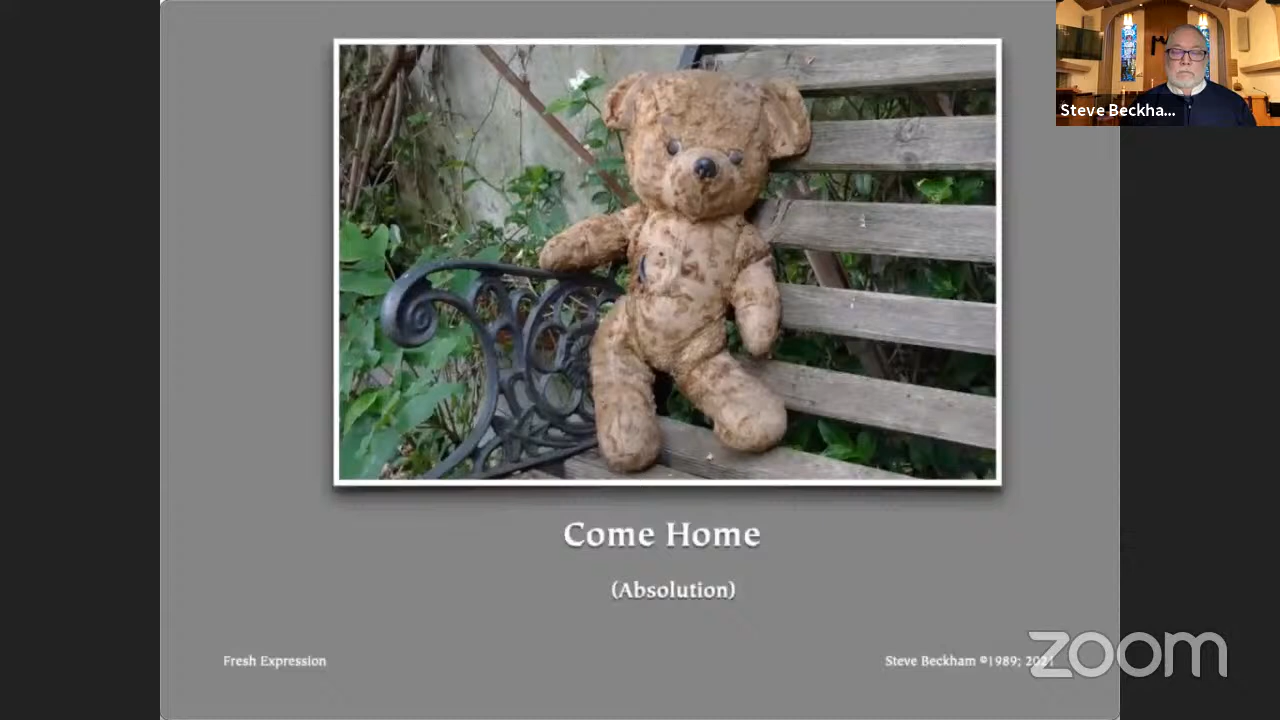 Steve Beckha...
Come Home
(Absolution)
Fresh Expression
Steve Beckham ©1989; 2021
zoom